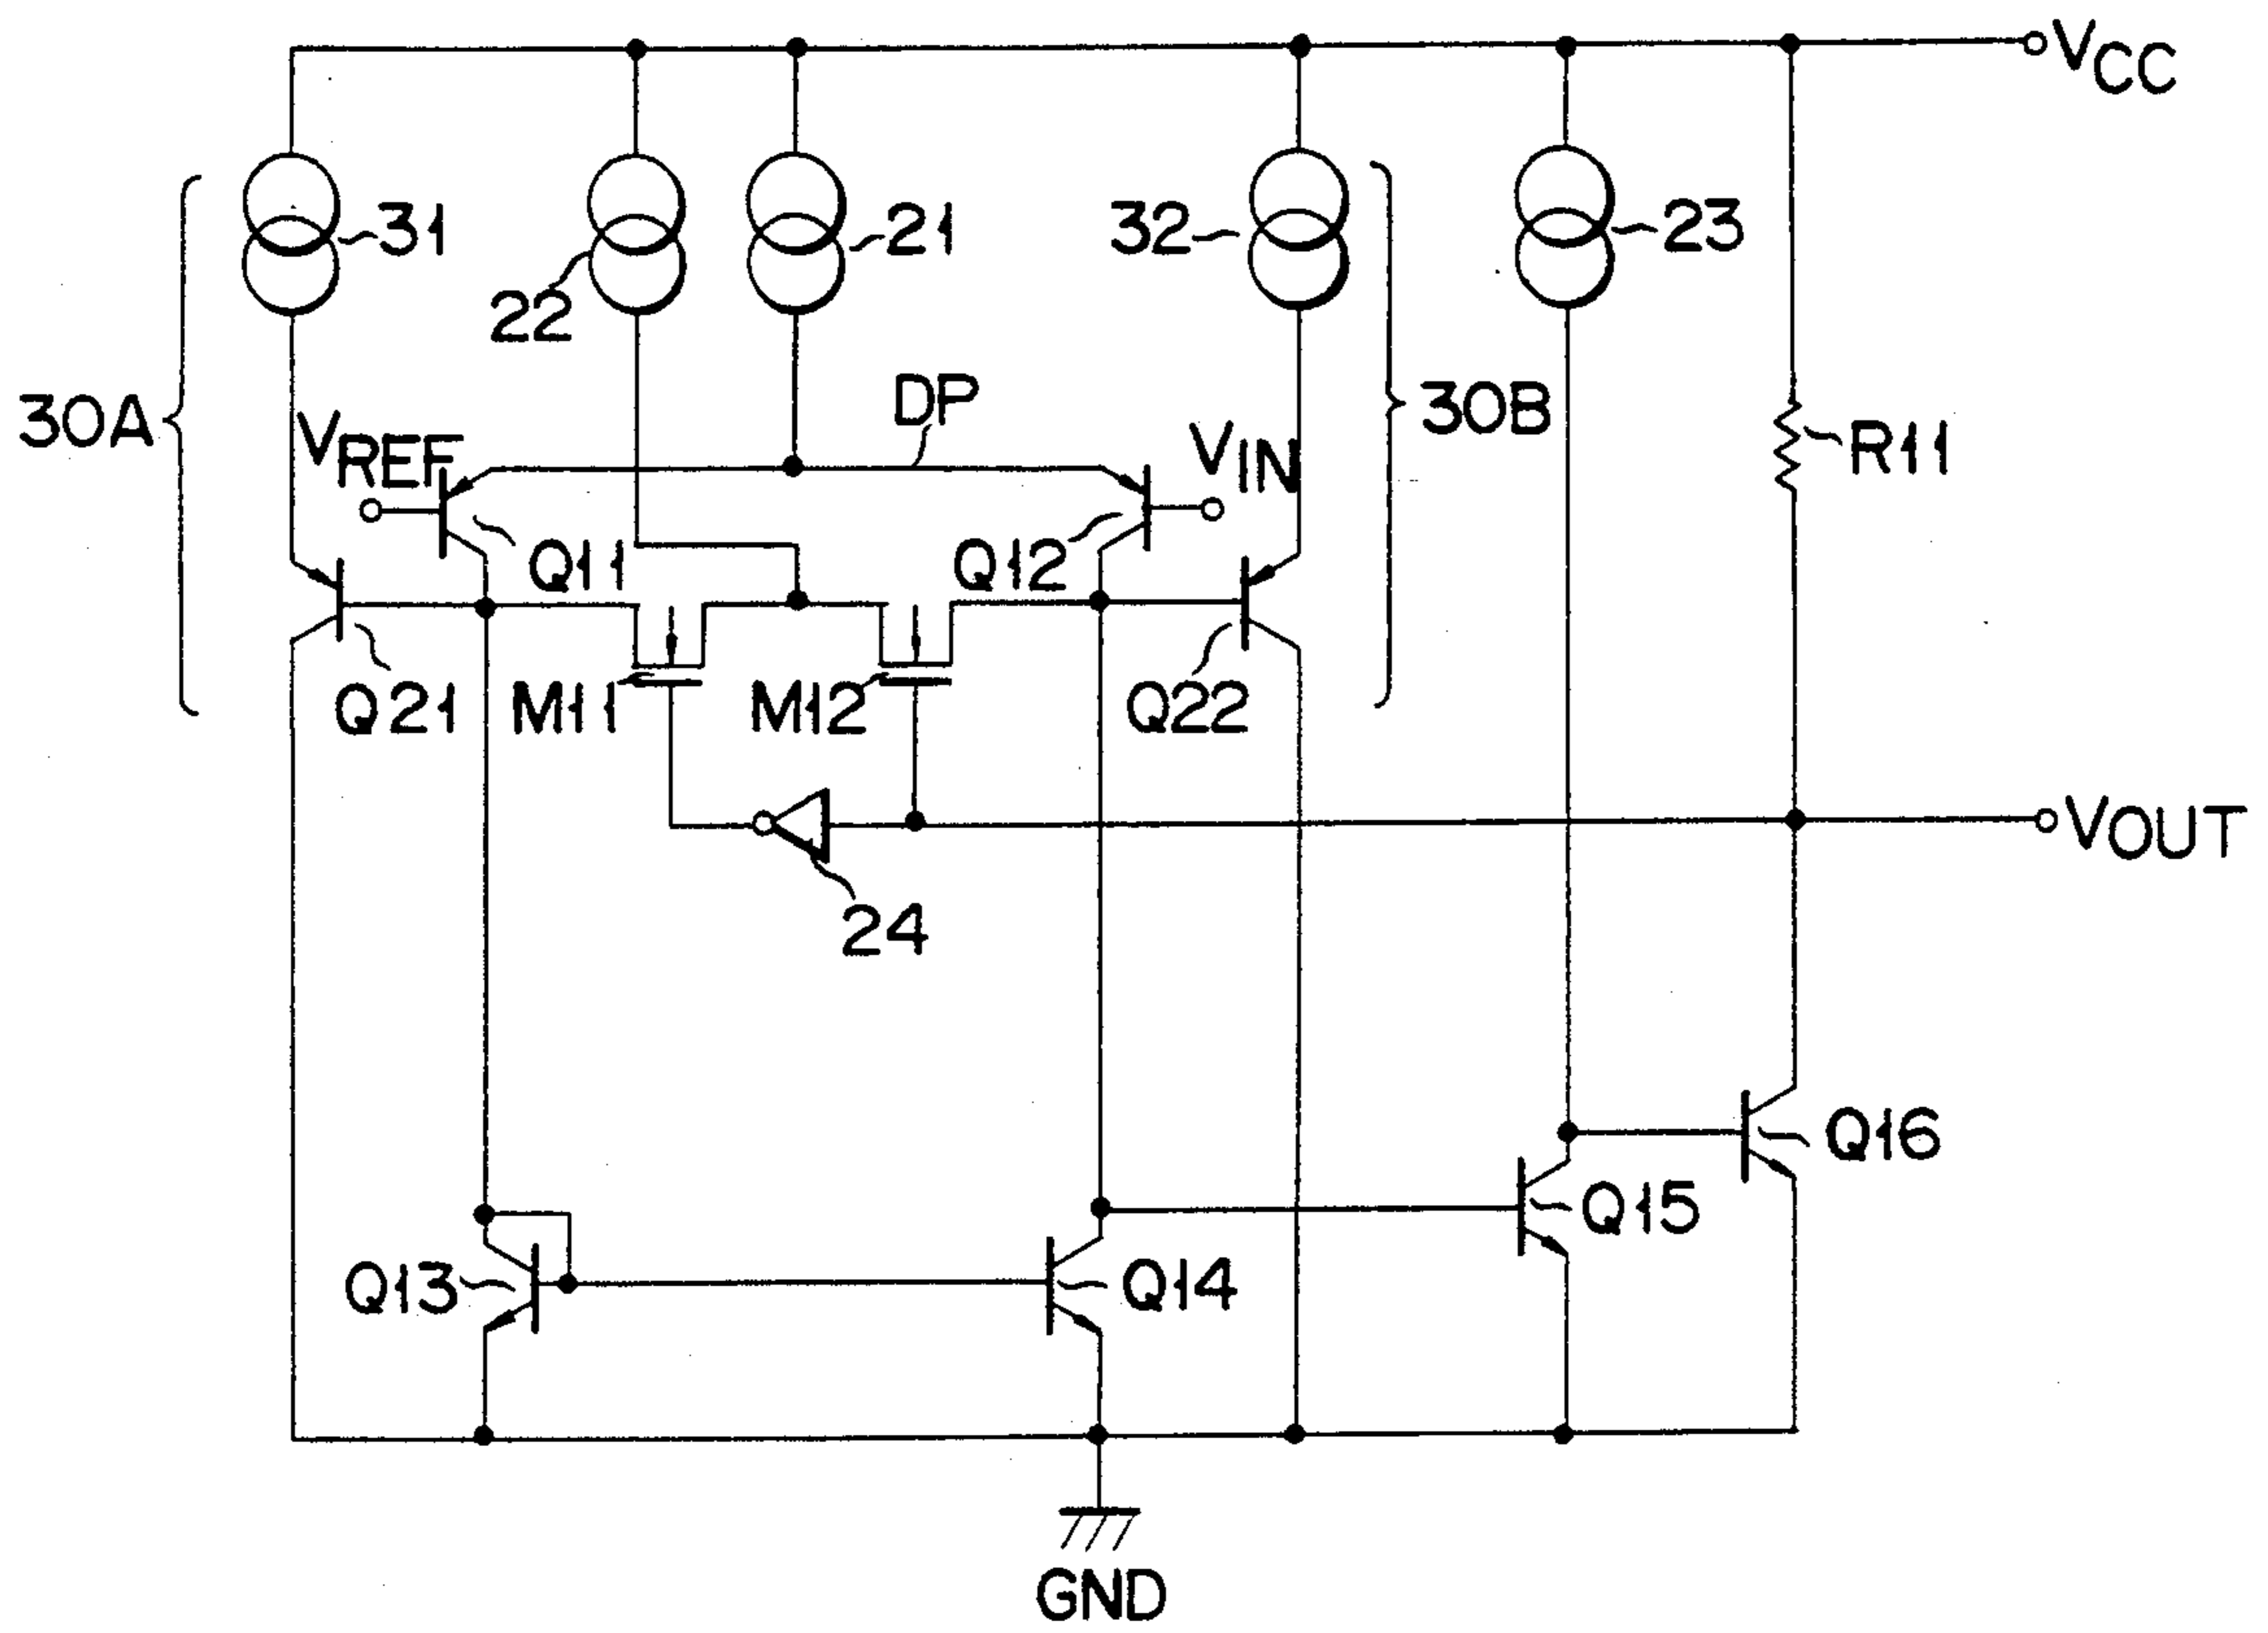 VCC
31
22
21
32
23
30A
DP
30B
VREF
VIN
R11
Q11
Q12
Q21
M11
M12
Q22
VOUT
24
Q16
Q15
Q13
Q14
GND